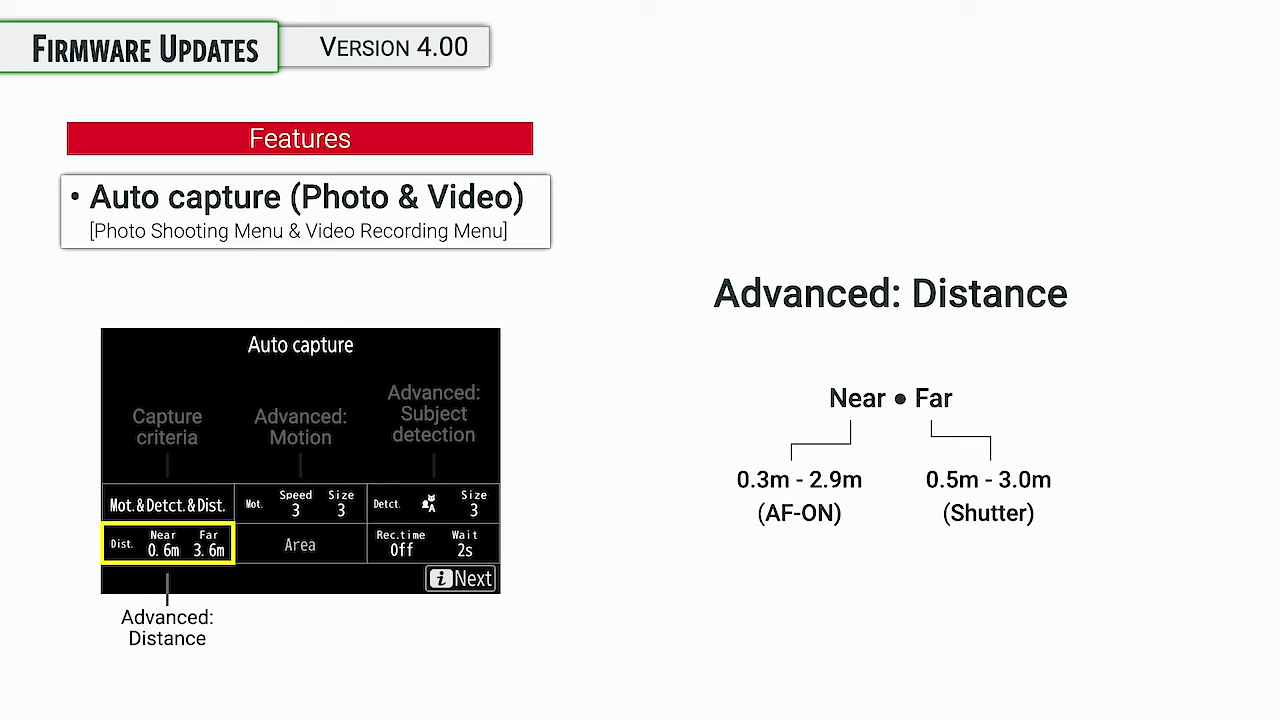 FIRMWARE UPDATES
VERSION 4.00
Features
• Auto capture (Photo & Video)
[Photo Shooting Menu & Video Recording Menu]
Auto capture
Capture
criteria
Advanced:
Motion
Advanced:
Subject
detection
Mot.&Detct.&Dist.
Mot. Speed 3 Size 3
Detct. A Size 3
Dist. Near 0.6m Far 3.6m
Area
Rec.time Off Wait 2s
i Next
Advanced:
Distance
Advanced: Distance
Near • Far
0.3m - 2.9m
(AF-ON)
0.5m - 3.0m
(Shutter)